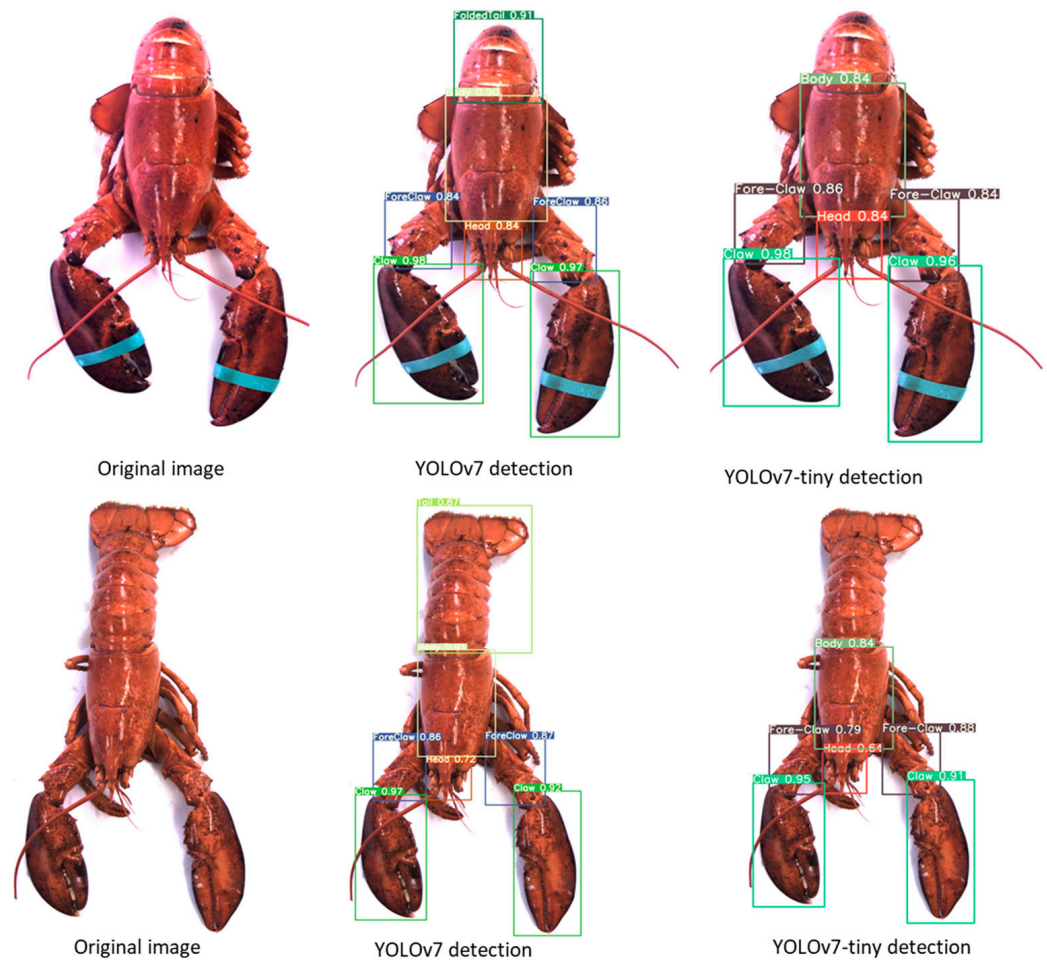 FoldedTail 0.91
Body 0.84
ForeClaw 0.84
ForeClaw 0.86
Fore-Claw 0.86
Fore-Claw 0.84
Head 0.84
Head 0.84
Claw 0.98
Claw 0.97
Claw 0.98
Claw 0.96
Original image
YOLOv7 detection
YOLOv7-tiny detection
Tail 0.87
Body
Body 0.84
ForeClaw 0.86
ForeClaw 0.87
Fore-Claw 0.79
Fore-Claw 0.88
Head 0.72
Head
Claw 0.97
Claw 0.92
Claw 0.95
Claw 0.91
Original image
YOLOv7 detection
YOLOv7-tiny detection